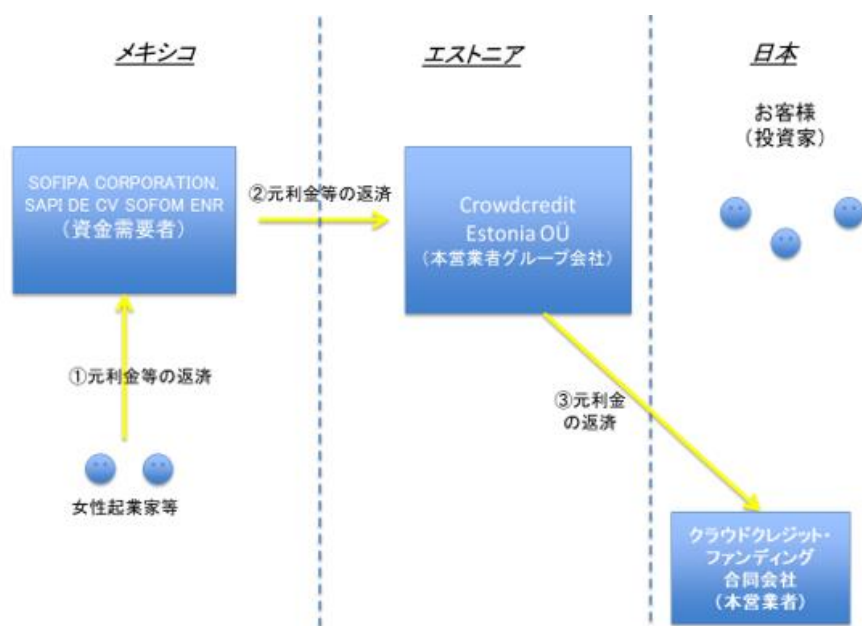 メキシコ
エストニア
日本
お客様
（投資家）
SOFIPA CORPORATION,
SAPI DE CV SOFOM ENR
（資金需要者）
②元利金等の返済
Crowdcredit
Estonia OÜ
（本営業者グループ会社）
①元利金等の返済
③元利金
の返済
女性起業家等
クラウドクレジット・
ファンディング
合同会社
（本営業者）